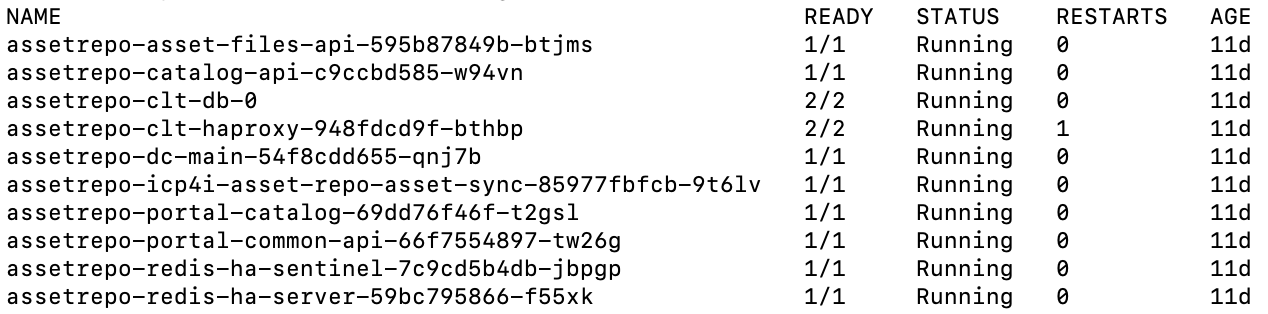 NAME READY STATUS RESTARTS AGE
assetrepo-asset-files-api-595b87849b-btjms 1/1 Running 0 11d
assetrepo-catalog-api-c9ccbd585-w94vn 1/1 Running 0 11d
assetrepo-clt-db-0 2/2 Running 0 11d
assetrepo-clt-haproxy-948fdcd9f-bthbp 2/2 Running 1 11d
assetrepo-dc-main-54f8cdd655-qnj7b 1/1 Running 0 11d
assetrepo-icp4i-asset-repo-asset-sync-85977fbfcb-9t6lv 1/1 Running 0 11d
assetrepo-portal-catalog-69dd76f46f-t2gsl 1/1 Running 0 11d
assetrepo-portal-common-api-66f7554897-tw26g 1/1 Running 0 11d
assetrepo-redis-ha-sentinel-7c9cd5b4db-jbpgp 1/1 Running 0 11d
assetrepo-redis-ha-server-59bc795866-f55xk 1/1 Running 0 11d